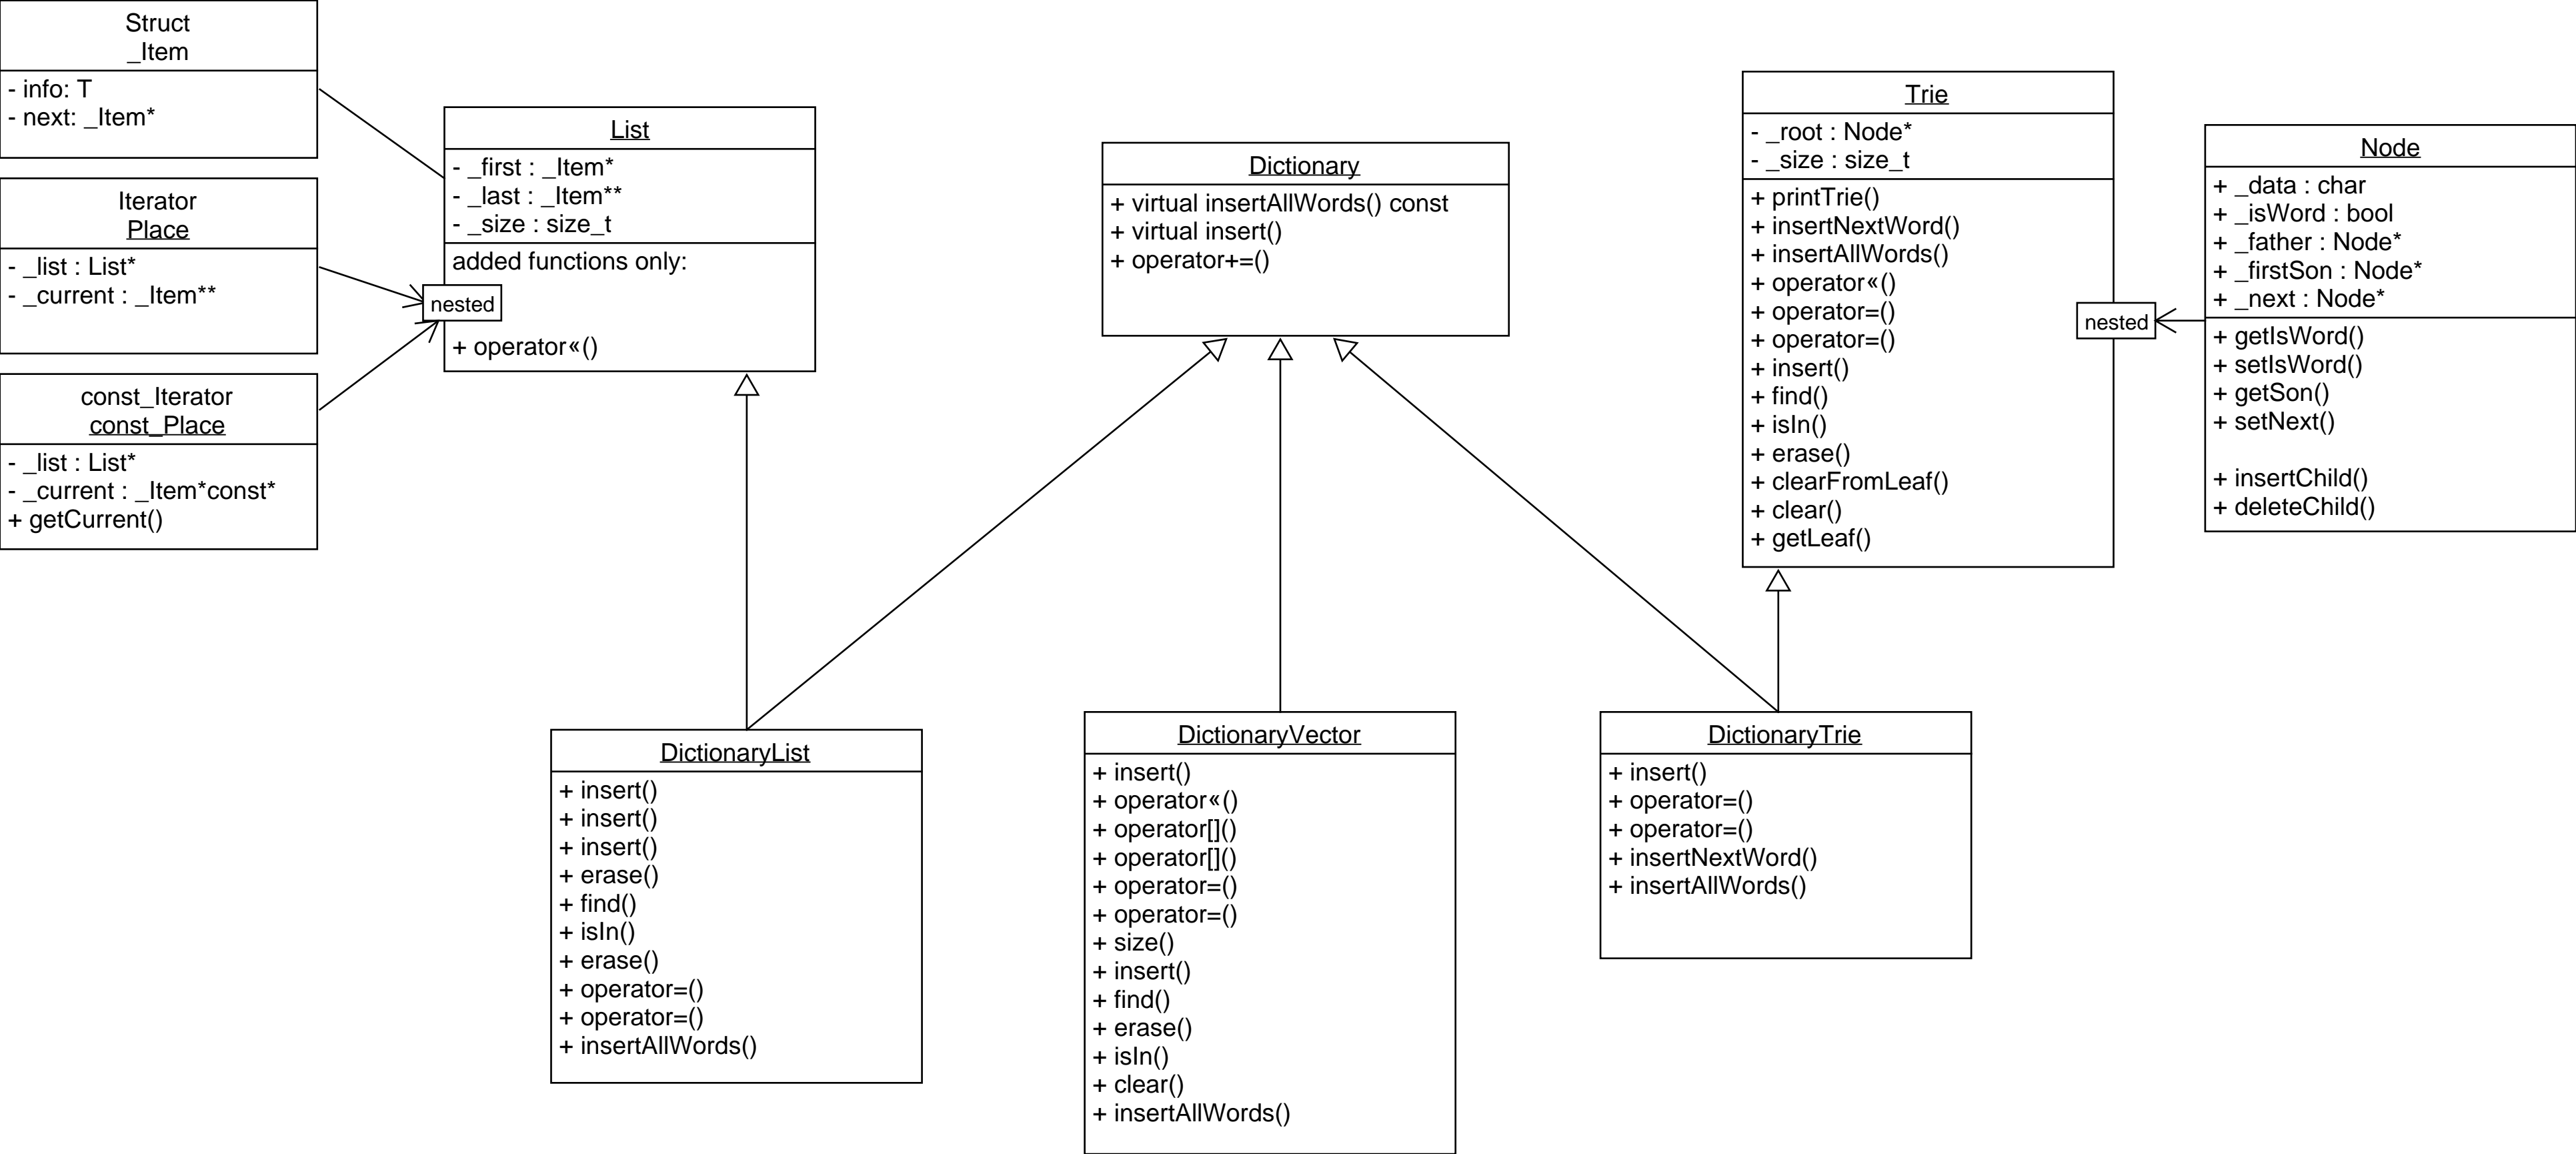 Struct
_Item
- info: T
- next: _Item*
Iterator
Place
- _list : List*
- _current : _Item**
const_Iterator
const_Place
- _list : List*
- _current : _Item*const*
+ getCurrent()
List
- _first : _Item*
- _last : _Item**
- _size : size_t
added functions only:
nested
+ operator«()
Dictionary
+ virtual insertAllWords() const
+ virtual insert()
+ operator+=()
Trie
- _root : Node*
- _size : size_t
+ printTrie()
+ insertNextWord()
+ insertAllWords()
+ operator«()
+ operator=()
+ operator=()
+ insert()
+ find()
+ isIn()
+ erase()
+ clearFromLeaf()
+ clear()
+ getLeaf()
nested
Node
+ _data : char
+ _isWord : bool
+ _father : Node*
+ _firstSon : Node*
+ _next : Node*
+ getIsWord()
+ setIsWord()
+ getSon()
+ setNext()
+ insertChild()
+ deleteChild()
DictionaryList
+ insert()
+ insert()
+ insert()
+ erase()
+ find()
+ isIn()
+ erase()
+ operator=()
+ operator=()
+ insertAllWords()
DictionaryVector
+ insert()
+ operator«()
+ operator[]()
+ operator[]()
+ operator=()
+ operator=()
+ size()
+ insert()
+ find()
+ erase()
+ isIn()
+ clear()
+ insertAllWords()
DictionaryTrie
+ insert()
+ operator=()
+ operator=()
+ insertNextWord()
+ insertAllWords()